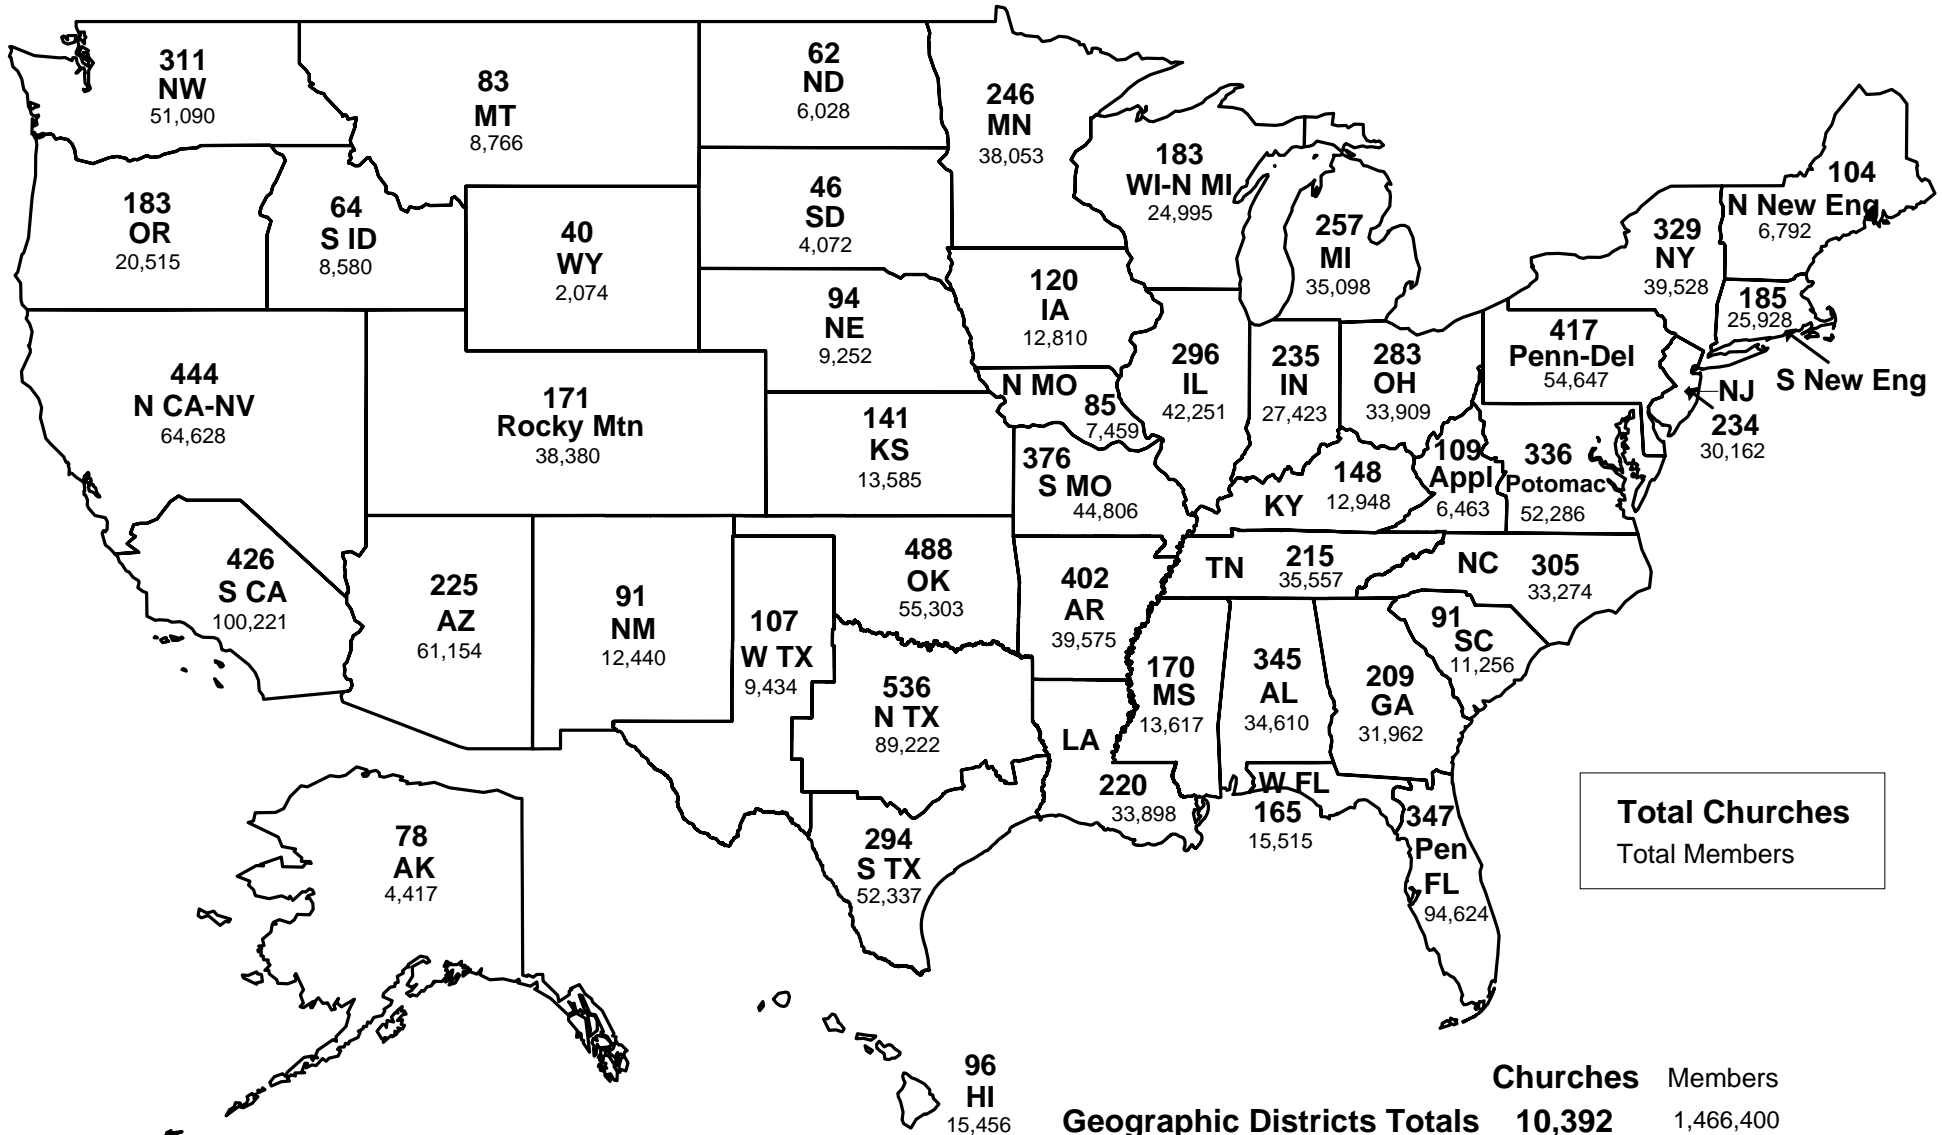 311
NW
51,090
83
MT
8,766
62
ND
6,028
246
MN
38,053
183
WI-N MI
24,995
104
N New Eng
6,792
183
OR
20,515
64
S ID
8,580
40
WY
2,074
46
SD
4,072
257
MI
35,098
329
NY
39,528
185
25,928
S New Eng
94
NE
9,252
120
IA
12,810
444
N CA-NV
64,628
171
Rocky Mtn
38,380
141
KS
13,585
N MO
85
7,459
296
IL
42,251
235
IN
27,423
283
OH
33,909
417
Penn-Del
54,647
NJ
234
30,162
376
S MO
44,806
KY
148
12,948
109
Appl
6,463
336
Potomac
52,286
426
S CA
100,221
225
AZ
61,154
91
NM
12,440
107
W TX
9,434
488
OK
55,303
402
AR
39,575
TN
215
35,557
NC
305
33,274
91
SC
11,256
536
N TX
89,222
170
MS
13,617
345
AL
34,610
209
GA
31,962
LA
220
33,898
W FL
165
15,515
347
Pen
FL
94,624
294
S TX
52,337
78
AK
4,417
96
HI
15,456
Total Churches
Total Members
Churches Members
Geographic Districts Totals 10,392 1,466,400